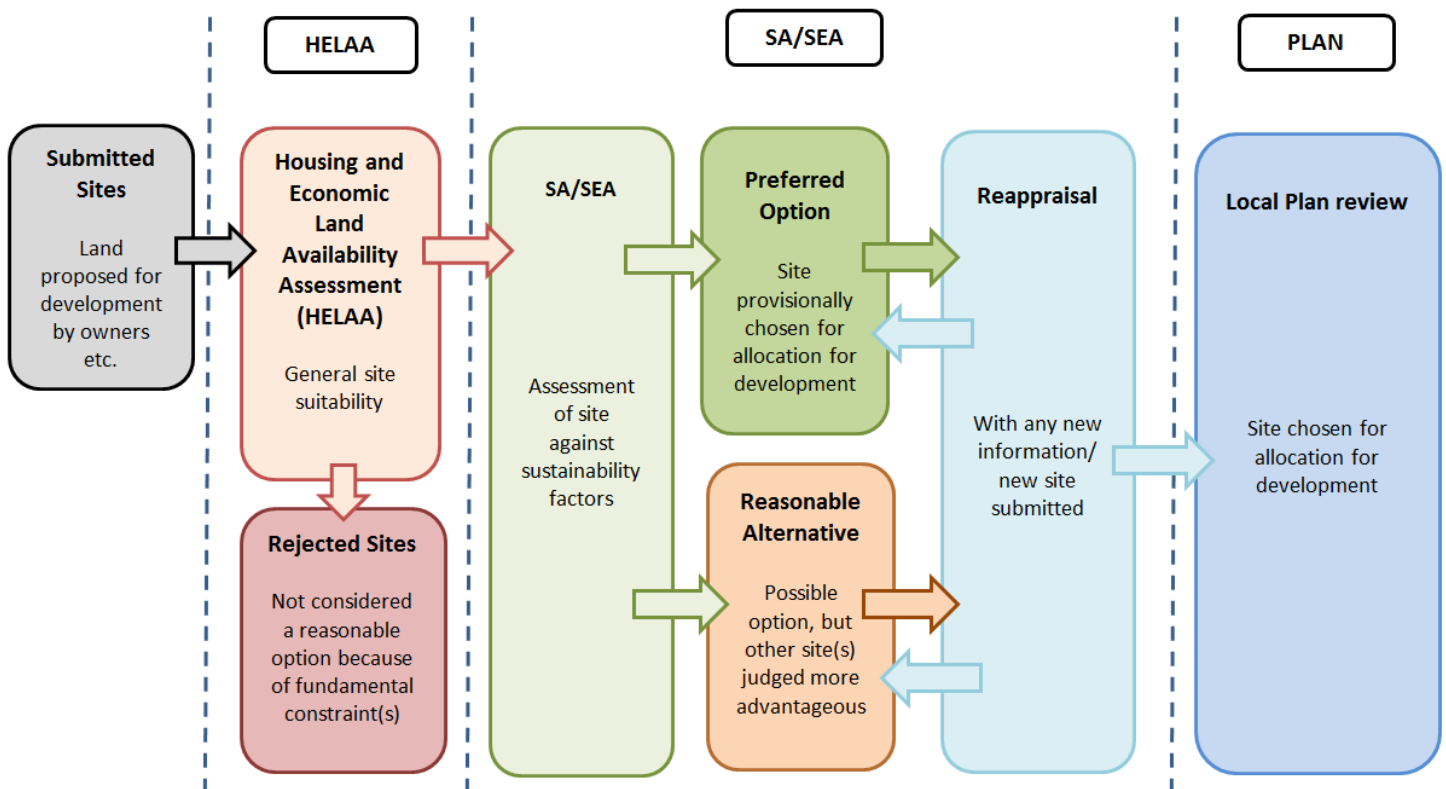 HELAA
SA/SEA
PLAN
Submitted
Sites
Land
proposed for
development
by owners
etc.
Housing and
Economic
Land
Availability
Assessment
(HELAA)
General site
suitability
Rejected Sites
Not considered
a reasonable
option because
of fundamental
constraint(s)
SA/SEA
Assessment
of site
against
sustainability
factors
Preferred
Option
Site
provisionally
chosen for
allocation for
development
Reasonable
Alternative
Possible
option, but
other site(s)
judged more
advantageous
Reappraisal
With any new
information/
new site
submitted
Local Plan review
Site chosen for
allocation for
development